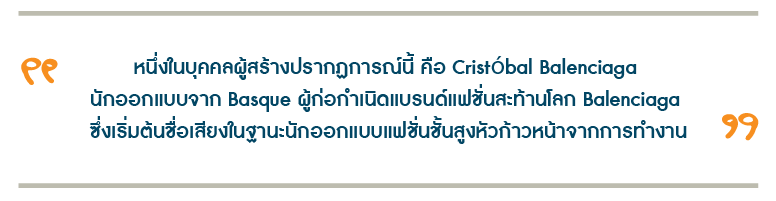 หนึ่งในบุคคลผู้สร้างปรากฏการณ์นี้ คือ CristÓbal Balenciaga
นักออกแบบจาก Basque ผู้ก่อกำเนิดแบรนด์แฟชั่นสะท้านโลก Balenciaga
ซึ่งเริ่มต้นชื่อเสียงในฐานะนักออกแบบแฟชั่นชั้นสูงหัวก้าวหน้าจากการทำงาน